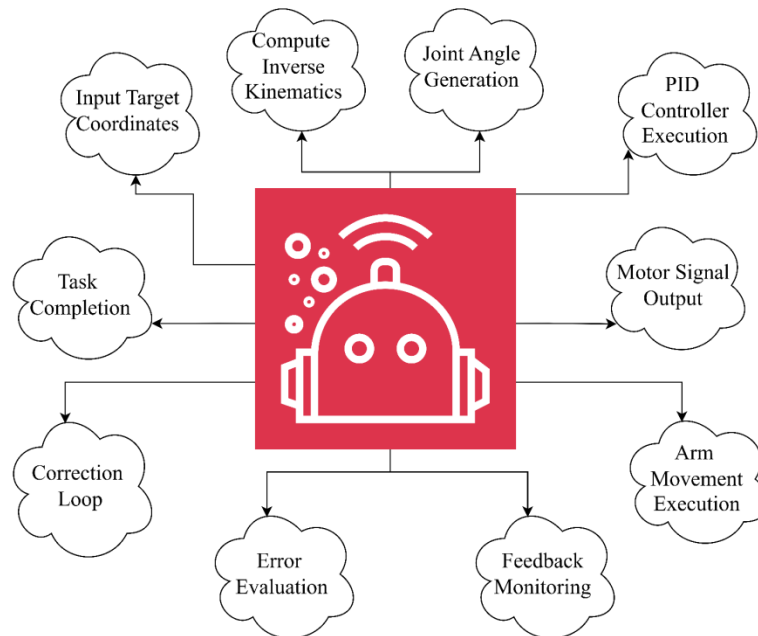 Input Target
Coordinates
Compute
Inverse
Kinematics
Joint Angle
Generation
PID
Controller
Execution
Motor Signal
Output
Arm
Movement
Execution
Feedback
Monitoring
Error
Evaluation
Correction
Loop
Task
Completion